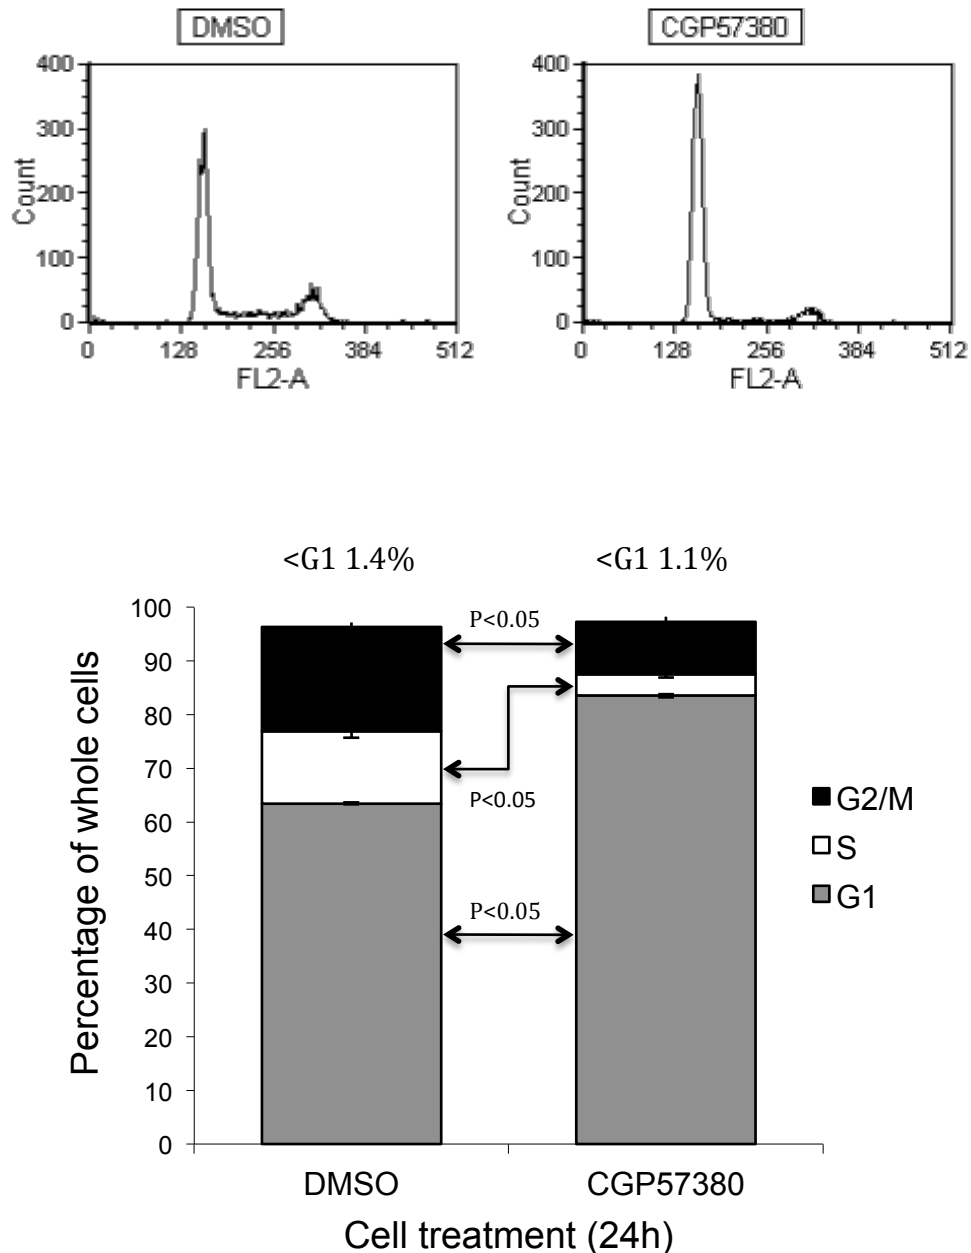 DMSO
CGP57380
400
300
200
100
0
Count
0 128 256 384 512
FL2-A
400
300
200
100
0
Count
0 128 256 384 512
FL2-A
<G1 1.4%
<G1 1.1%
100
90
80
70
60
50
40
30
20
10
0
Percentage of whole cells
P<0.05
P<0.05
P<0.05
G2/M
S
G1
DMSO
CGP57380
Cell treatment (24h)